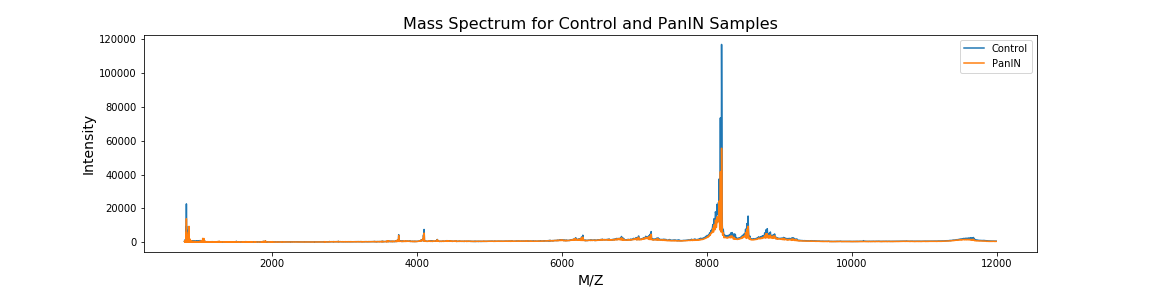 Mass Spectrum for Control and PanIN Samples
120000
100000
80000
60000
40000
20000
0
Intensity
Control
PanIN
2000
4000
6000
8000
10000
12000
M/Z